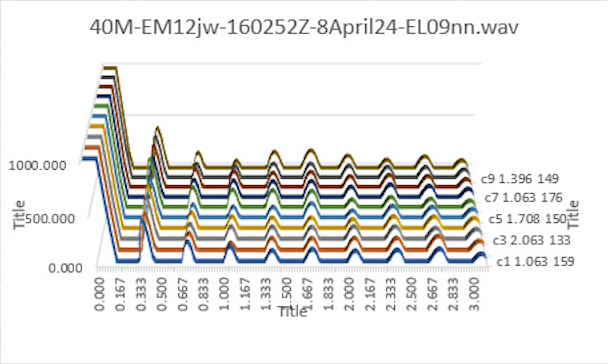 40M-EM12jw-160252Z-8April24-EL09nn.wav
1000.000
500.000
0.000
Title
c9 1.396 149
c7 1.063 176
c5 1.708 150
c3 2.063 133
c1 1.063 159
Title
0.000
0.167
0.333
0.500
0.667
0.833
1.000
1.167
1.333
1.500
1.667
1.833
2.000
2.167
2.333
2.500
2.667
2.833
3.000
Title